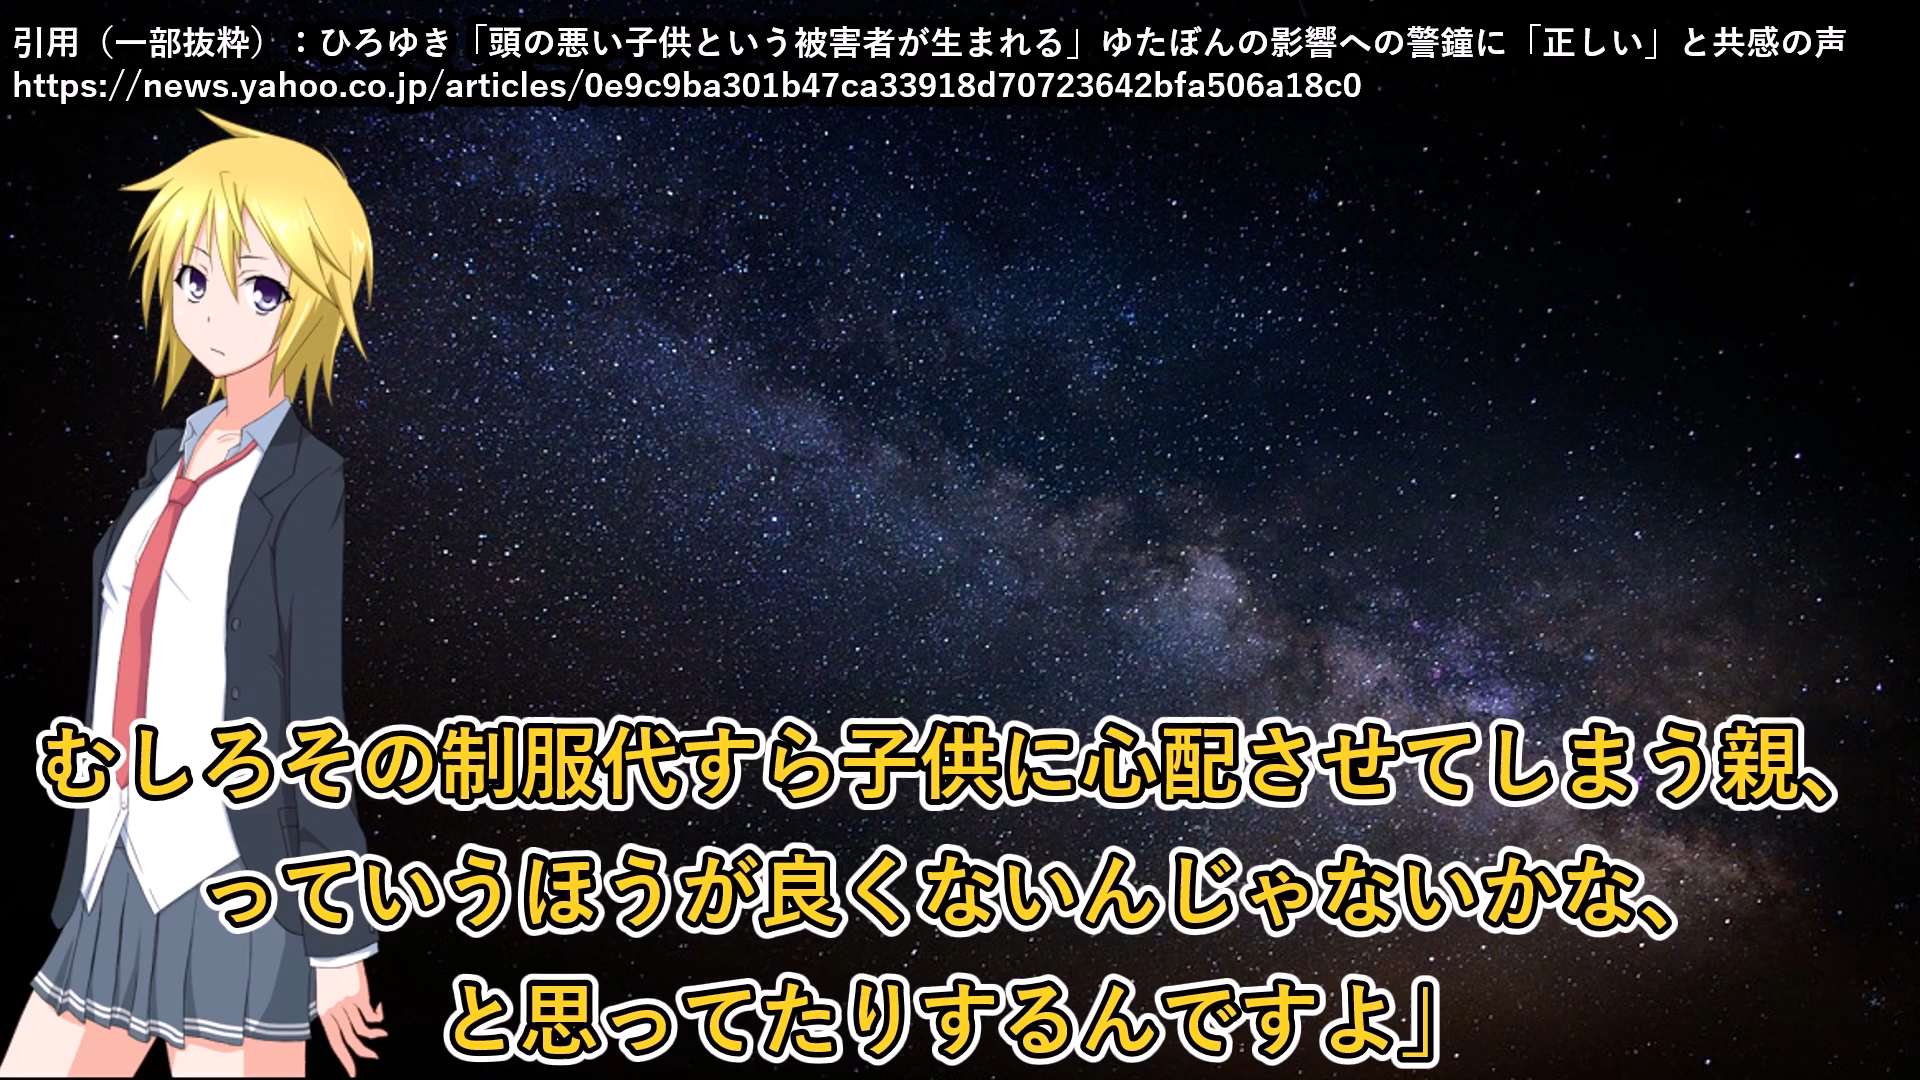 引用（一部抜粋）：ひろゆき「頭の悪い子供という被害者が生まれる」ゆたぼんの影響への警鐘に「正しい」と共感の声
https://news.yahoo.co.jp/articles/0e9c9ba301b47ca33918d70723642bfa506a18c0
むしろその制服代すら子供に心配させてしまう親、
っていうほうが良くないんじゃないかな、
と思ってたりするんですよ」